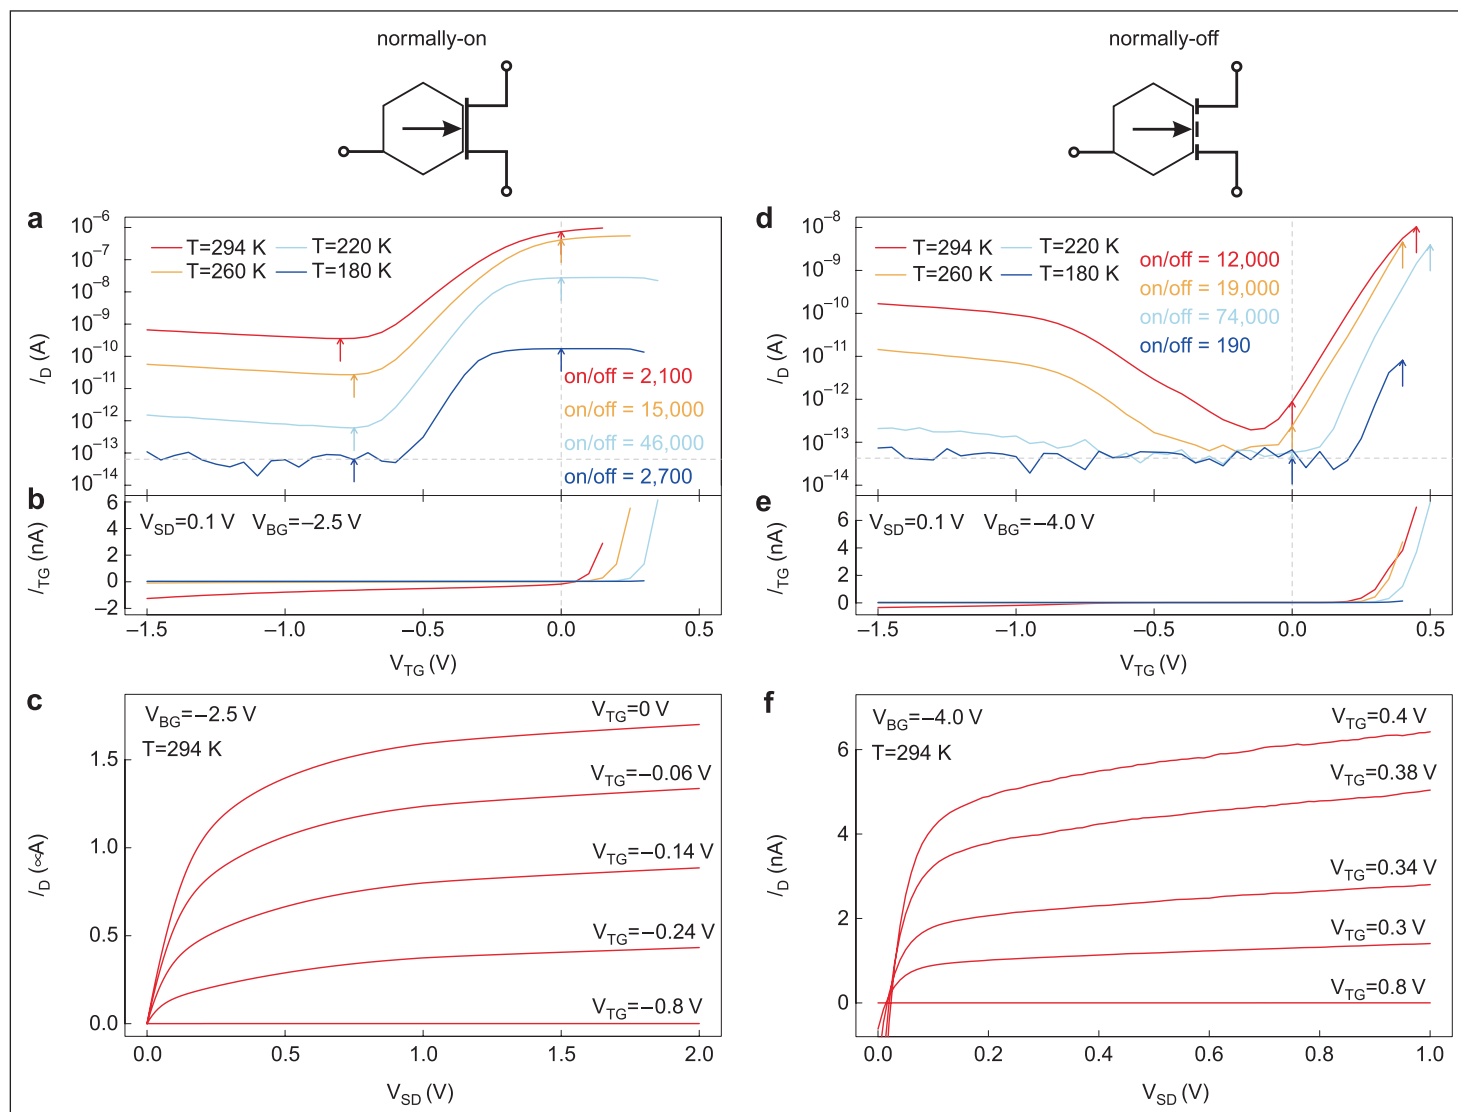 normally-on
normally-off
a
10⁻⁶
10⁻⁷
10⁻⁸
10⁻⁹
10⁻¹⁰
10⁻¹¹
10⁻¹²
10⁻¹³
10⁻¹⁴
I_D (A)
T=294 K
T=220 K
T=260 K
T=180 K
on/off = 2,100
on/off = 15,000
on/off = 46,000
on/off = 2,700
b
6
4
2
0
−2
I_TG (nA)
V_SD=0.1 V V_BG=−2.5 V
−1.5 −1.0 −0.5 0.0 0.5
V_TG (V)
c
1.5
1.0
0.5
0.0
I_D (∝A)
V_BG=−2.5 V
T=294 K
V_TG=0 V
V_TG=−0.06 V
V_TG=−0.14 V
V_TG=−0.24 V
V_TG=−0.8 V
0.0 0.5 1.0 1.5 2.0
V_SD (V)
d
10⁻⁸
10⁻⁹
10⁻¹⁰
10⁻¹¹
10⁻¹²
10⁻¹³
10⁻¹⁴
I_D (A)
T=294 K
T=220 K
T=260 K
T=180 K
on/off = 12,000
on/off = 19,000
on/off = 74,000
on/off = 190
e
6
4
2
0
I_TG (nA)
V_SD=0.1 V V_BG=−4.0 V
−1.5 −1.0 −0.5 0.0 0.5
V_TG (V)
f
6
4
2
0
I_D (nA)
V_BG=−4.0 V
T=294 K
V_TG=0.4 V
V_TG=0.38 V
V_TG=0.34 V
V_TG=0.3 V
V_TG=0.8 V
0.0 0.2 0.4 0.6 0.8 1.0
V_SD (V)